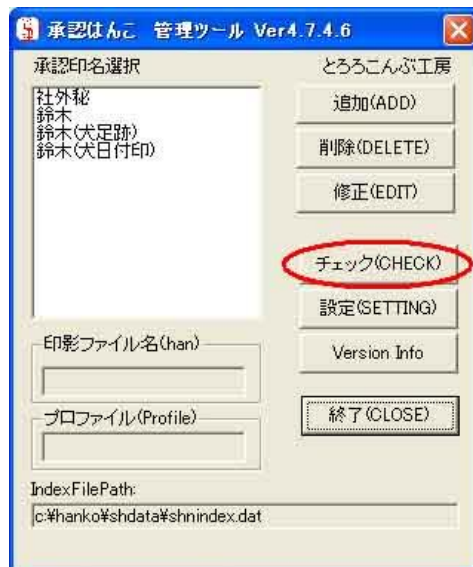 承認はんこ 管理ツール Ver4.7.4.6
承認印名選択
とろろこんぶ工房
社外秘
鈴木
鈴木(犬足跡)
鈴木(犬日付印)
追加(ADD)
削除(DELETE)
修正(EDIT)
チェック(CHECK)
設定(SETTING)
Version Info
終了(CLOSE)
印影ファイル名(han)
プロファイル(Profile)
IndexFilePath:
c:¥hanko¥shdata¥shnindex.dat